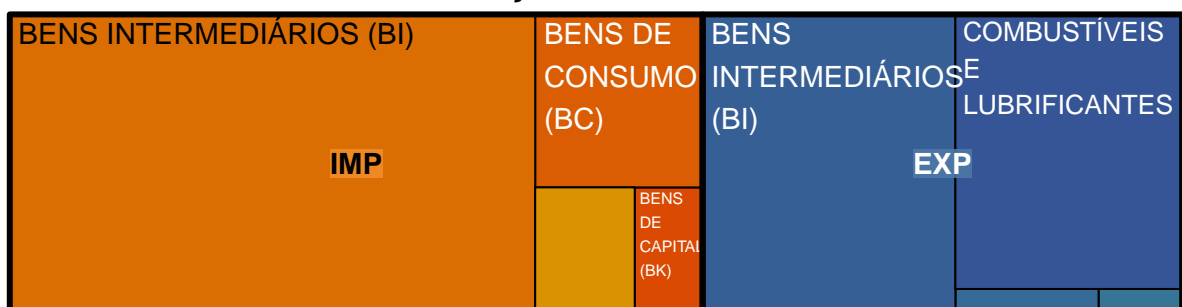 BENS INTERMEDIÁRIOS (BI)
BENS DE
CONSUMO
(BC)
IMP
BENS
DE
CAPITAL
(BK)
BENS
INTERMEDIÁRIOS
(BI)
COMBUSTÍVEIS
E
LUBRIFICANTES
EXP